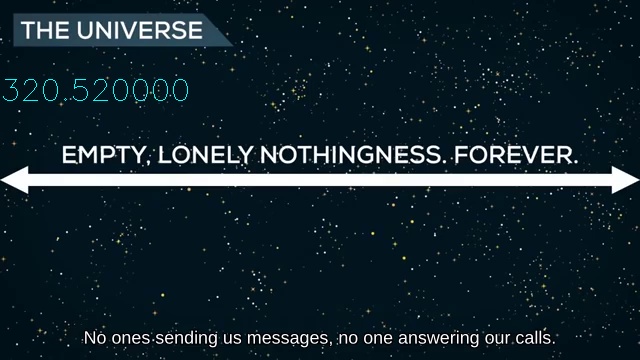 THE UNIVERSE
320.520000
EMPTY, LONELY NOTHINGNESS. FOREVER.
No ones sending us messages, no one answering our calls.